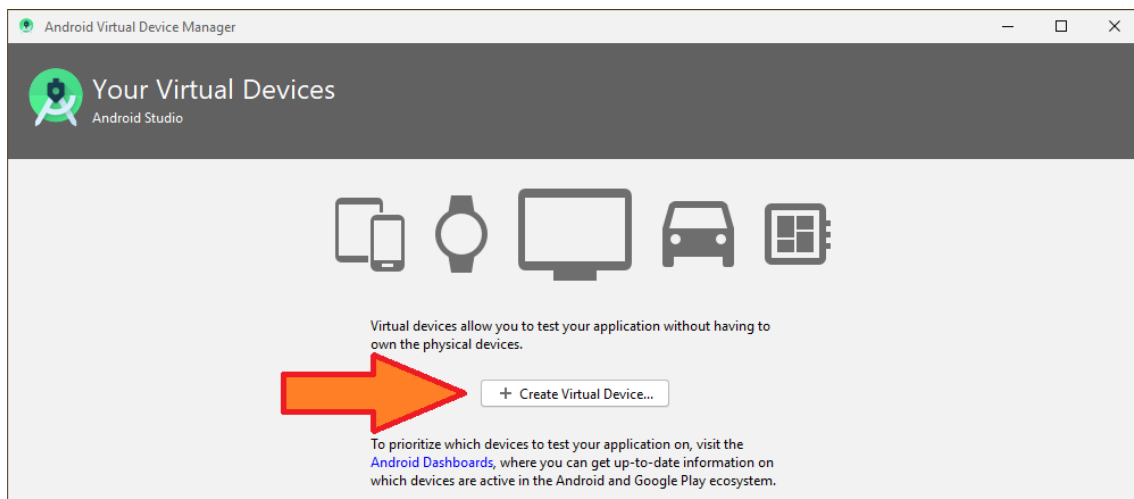 Android Virtual Device Manager
Your Virtual Devices
Android Studio
Virtual devices allow you to test your application without having to
own the physical devices.
+ Create Virtual Device...
To prioritize which devices to test your application on, visit the
Android Dashboards, where you can get up-to-date information on
which devices are active in the Android and Google Play ecosystem.